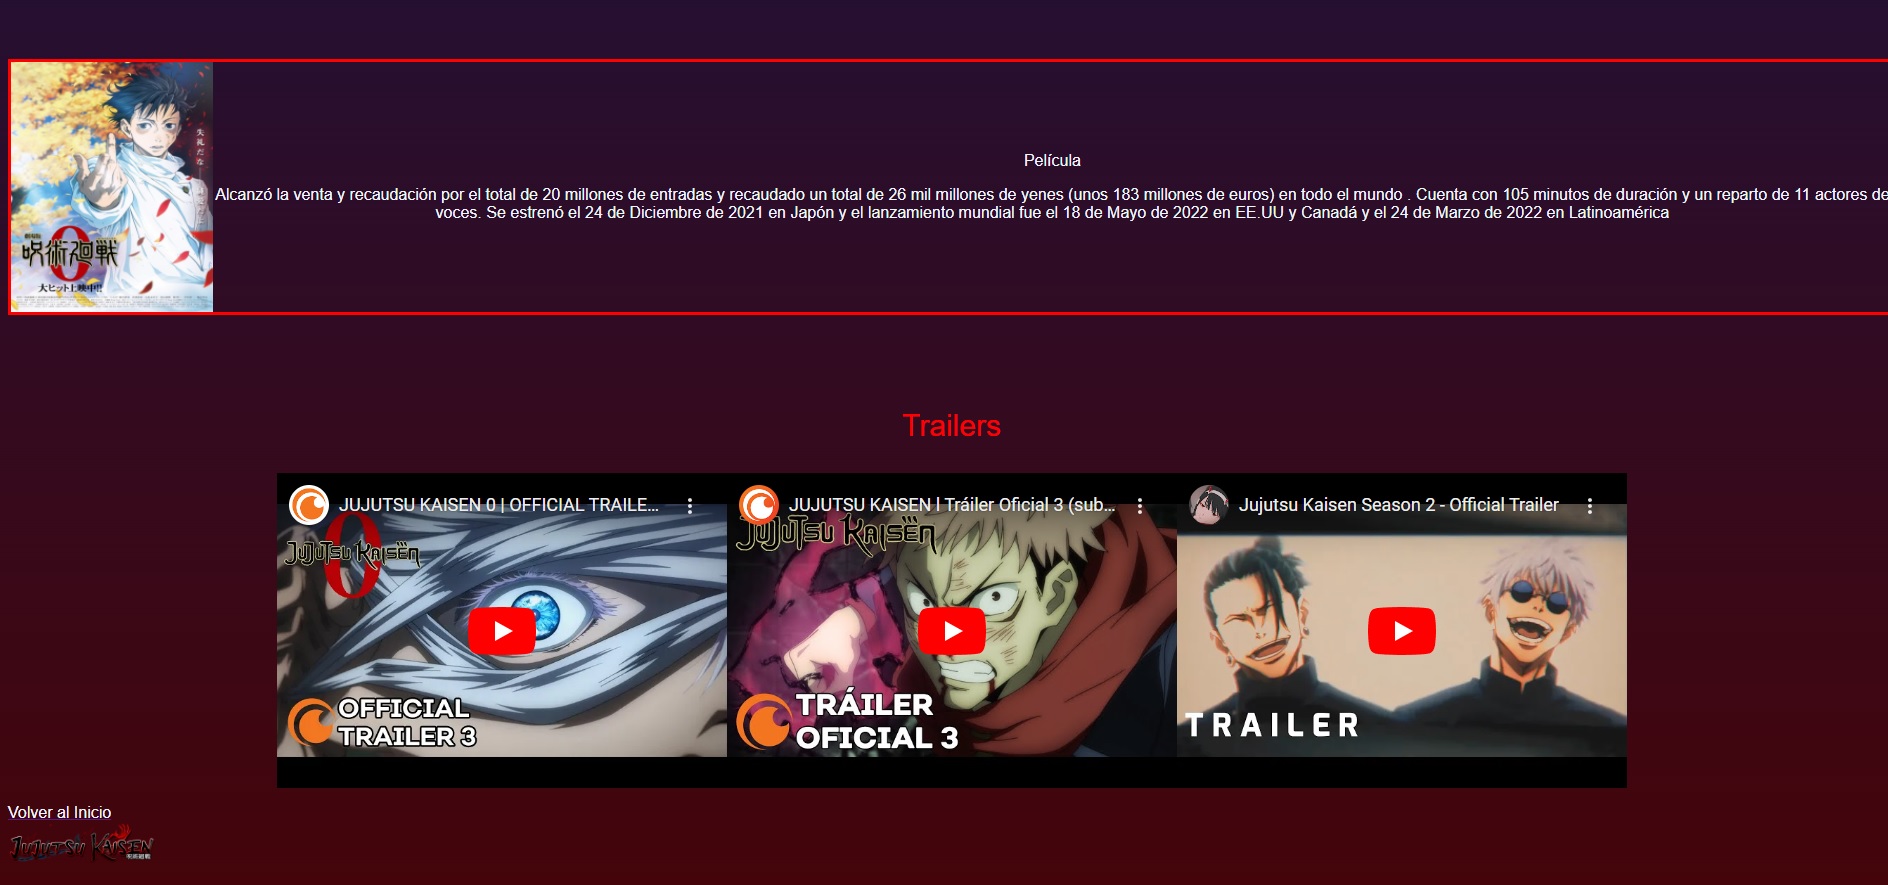 失礼だな
呪術廻戦
0
大ヒット上映中!!
Película
Alcanzó la venta y recaudación por el total de 20 millones de entradas y recaudado un total de 26 mil millones de yenes (unos 183 millones de euros) en todo el mundo . Cuenta con 105 minutos de duración y un reparto de 11 actores de
voces. Se estrenó el 24 de Diciembre de 2021 en Japón y el lanzamiento mundial fue el 18 de Mayo de 2022 en EE.UU y Canadá y el 24 de Marzo de 2022 en Latinoamérica
Trailers
JUJUTSU KAISEN 0 | OFFICIAL TRAILE...
JUJUTSU KAISEN
0
OFFICIAL
TRAILER 3
JUJUTSU KAISEN l Tráiler Oficial 3 (sub...
JUJUTSU KAISEN
TRÁILER
OFICIAL 3
Jujutsu Kaisen Season 2 - Official Trailer
TRAILER
Volver al Inicio
JUJUTSU KAISEN
呪術廻戦